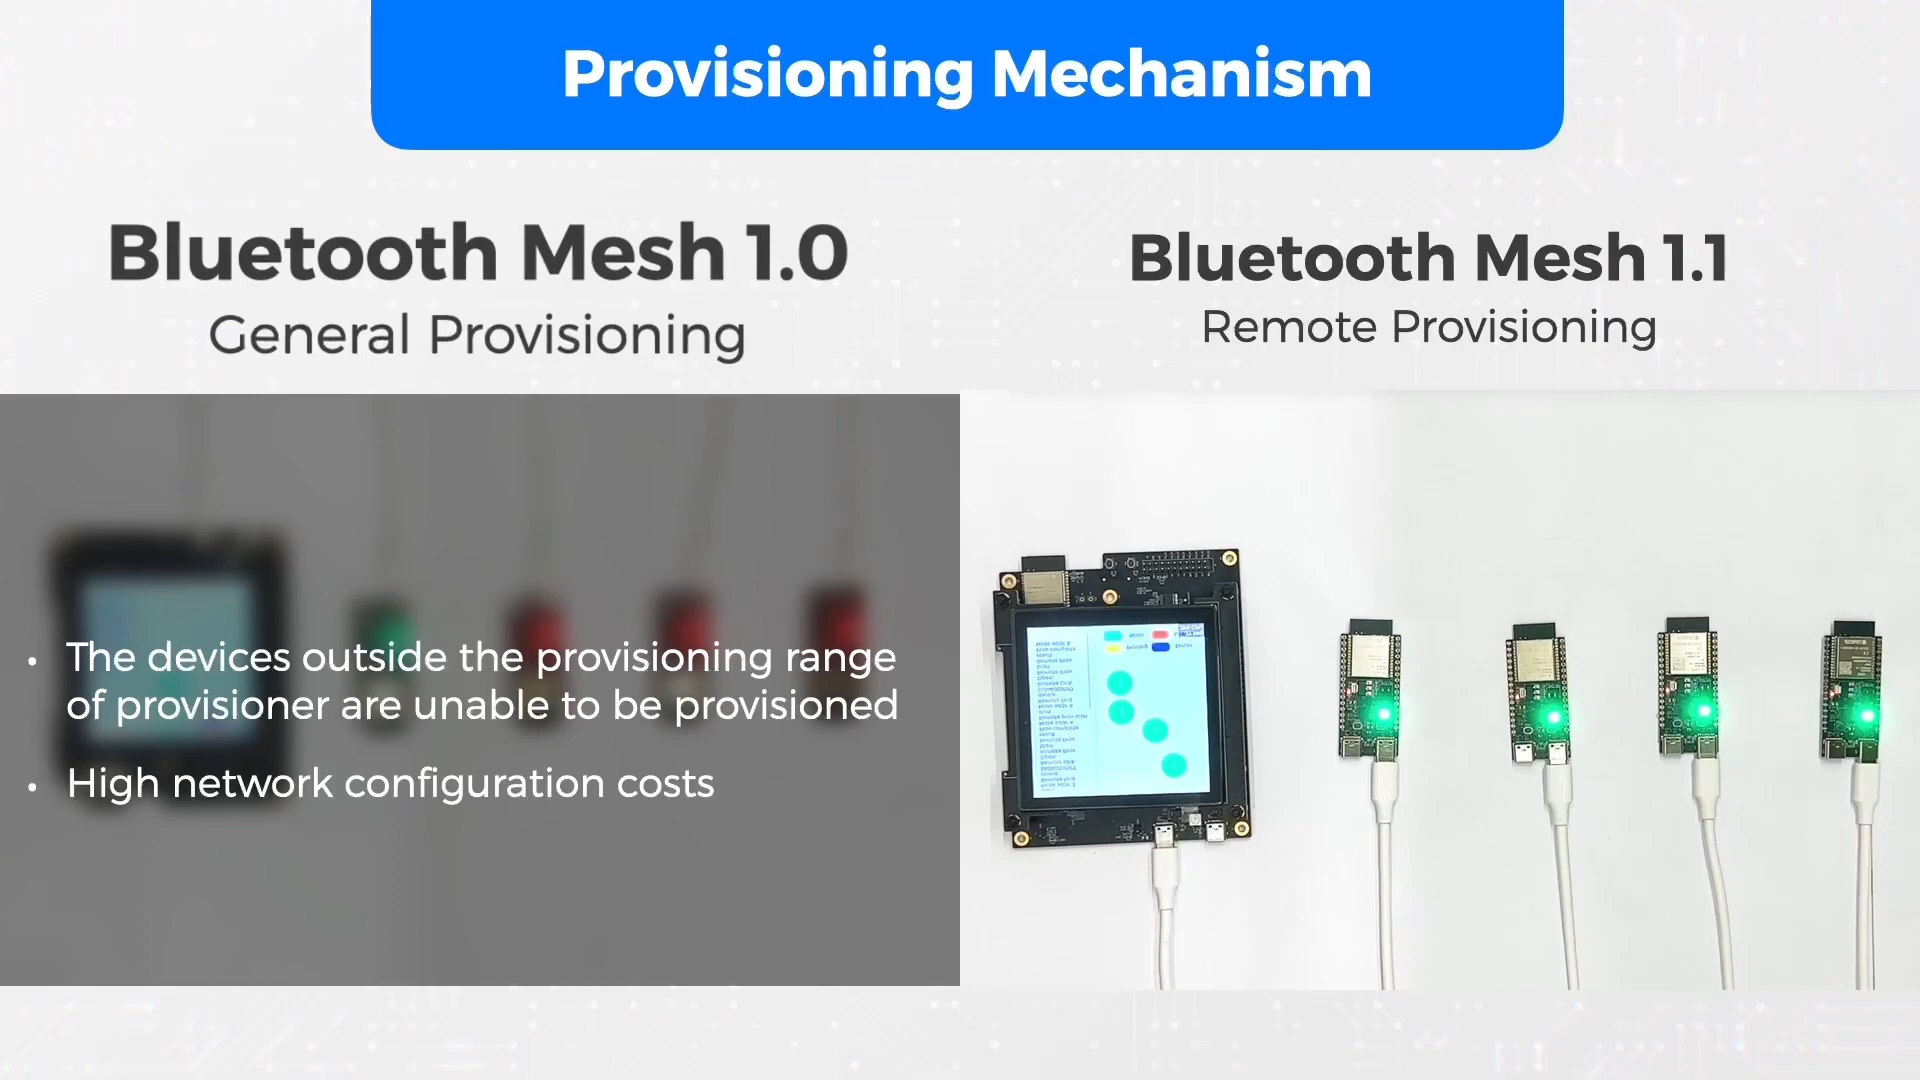 Provisioning Mechanism
Bluetooth Mesh 1.0
General Provisioning
Bluetooth Mesh 1.1
Remote Provisioning
• The devices outside the provisioning range
of provisioner are unable to be provisioned
• High network configuration costs